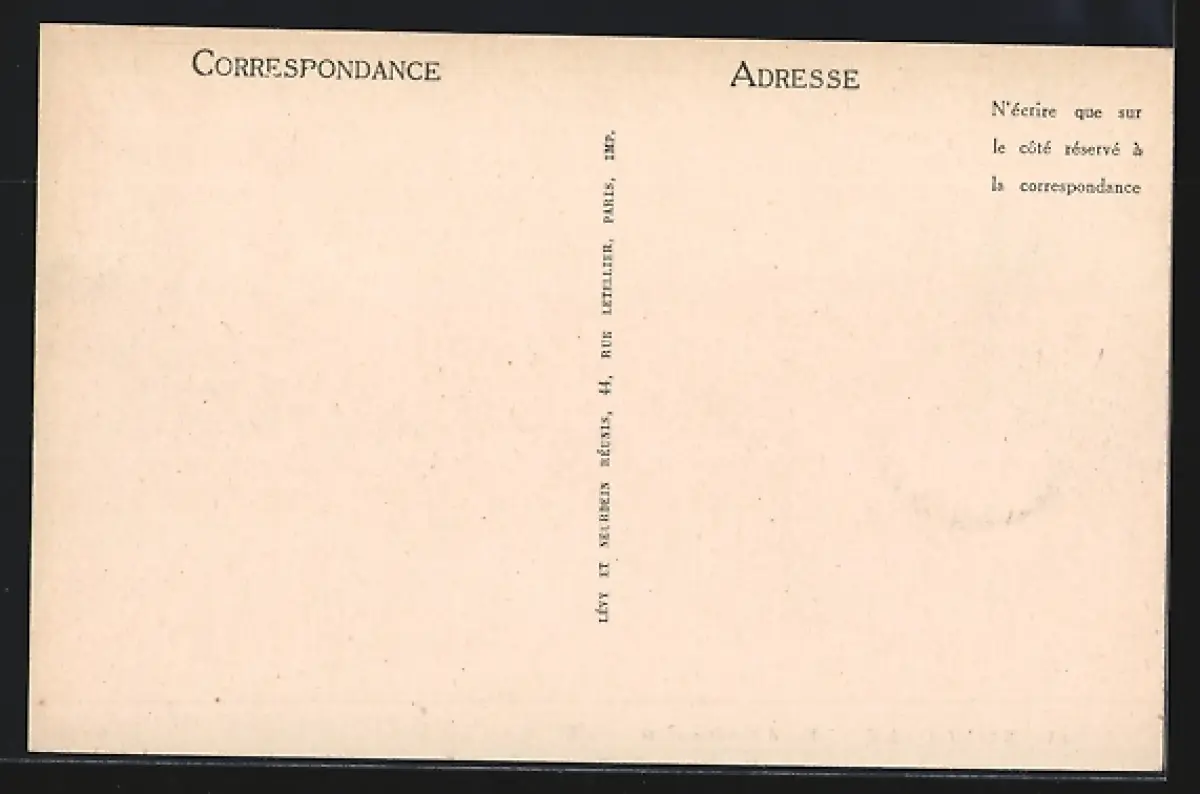 CORRESPONDANCE
ADRESSE
N'écrire que sur
le côté réservé à
la correspondance
LÉVY ET NEURDEIN RÉUNIS, 44, RUE LETELLIER, PARIS, IMP.